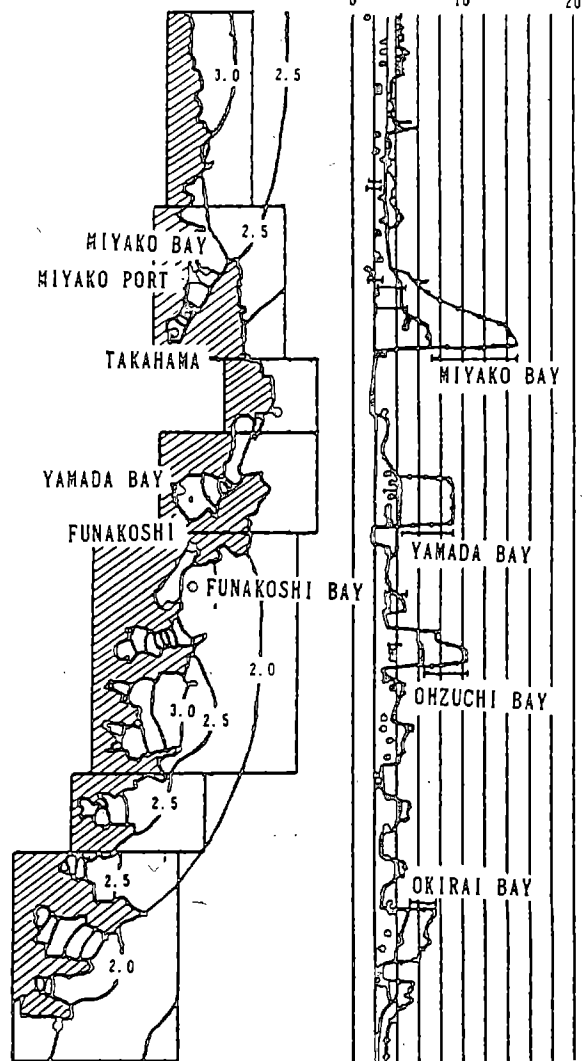 0 10 20
3.0 2.5
2.5
MIYAKO BAY
MIYAKO PORT
TAKAHAMA
MIYAKO BAY
YAMADA BAY
FUNAKOSHI
YAMADA BAY
FUNAKOSHI BAY
2.0
OHZUCHI BAY
3.0
2.5
2.5
OKIRAI BAY
2.5
2.0